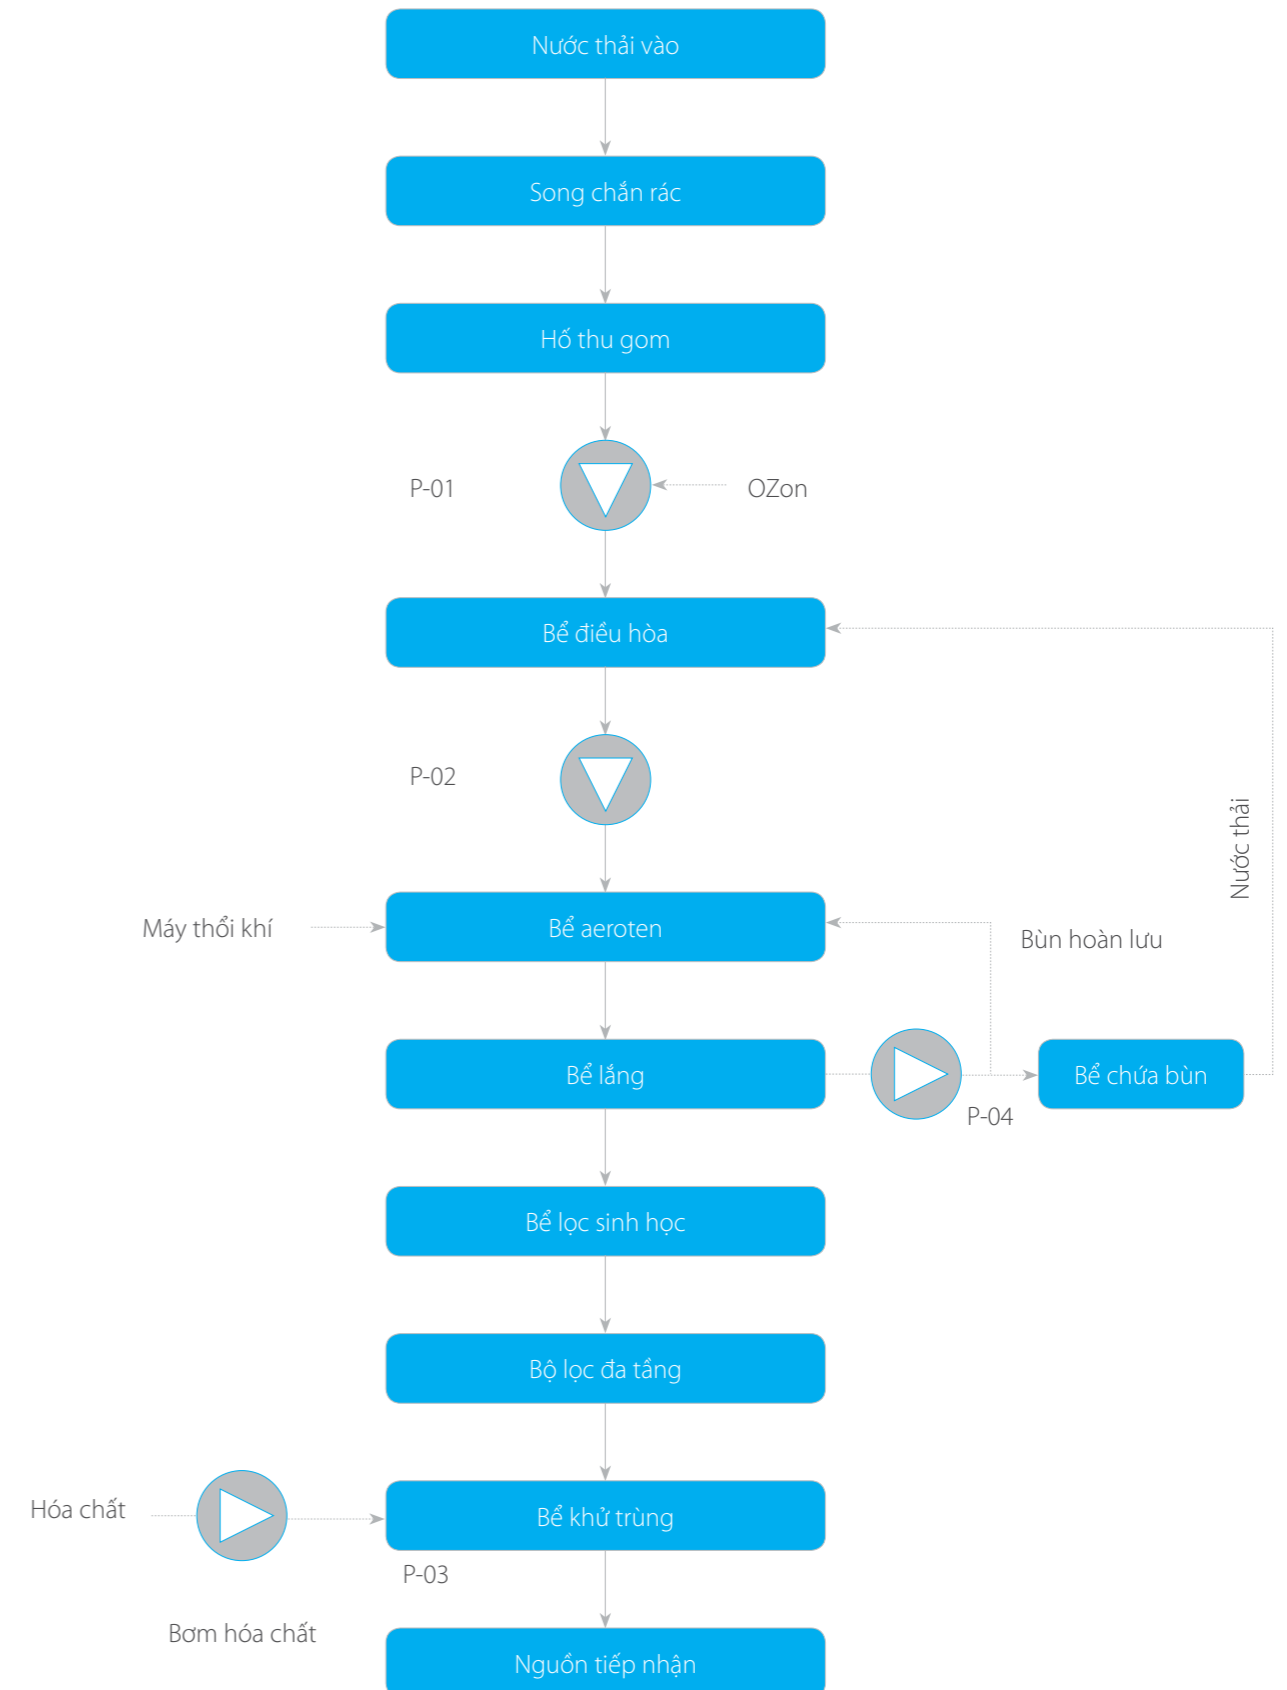 Nước thải vào
Song chắn rác
Hố thu gom
P-01
OZon
Bể điều hòa
P-02
Nước thải
Máy thổi khí
Bể aeroten
Bùn hoàn lưu
Bể lắng
Bể chứa bùn
P-04
Bể lọc sinh học
Bộ lọc đa tầng
Hóa chất
Bể khử trùng
P-03
Bơm hóa chất
Nguồn tiếp nhận